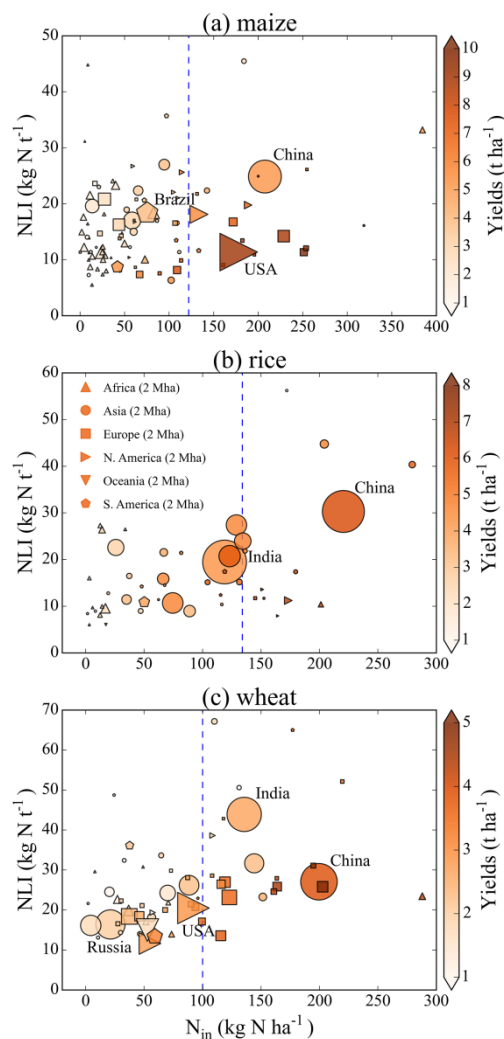 (a) maize
NLI (kg N t⁻¹)
50
40
30
20
10
0
0 50 100 150 200 250 300 350 400
China
Brazil
USA
Yields (t ha⁻¹)
10
9
8
7
6
5
4
3
2
1
(b) rice
NLI (kg N t⁻¹)
60
50
40
30
20
10
0
0 50 100 150 200 250 300
Africa (2 Mha)
Asia (2 Mha)
Europe (2 Mha)
N. America (2 Mha)
Oceania (2 Mha)
S. America (2 Mha)
China
India
Yields (t ha⁻¹)
8
7
6
5
4
3
2
1
(c) wheat
NLI (kg N t⁻¹)
70
60
50
40
30
20
10
0
0 50 100 150 200 250 300
India
China
USA
Russia
Yields (t ha⁻¹)
5
4
3
2
1
N_in (kg N ha⁻¹)